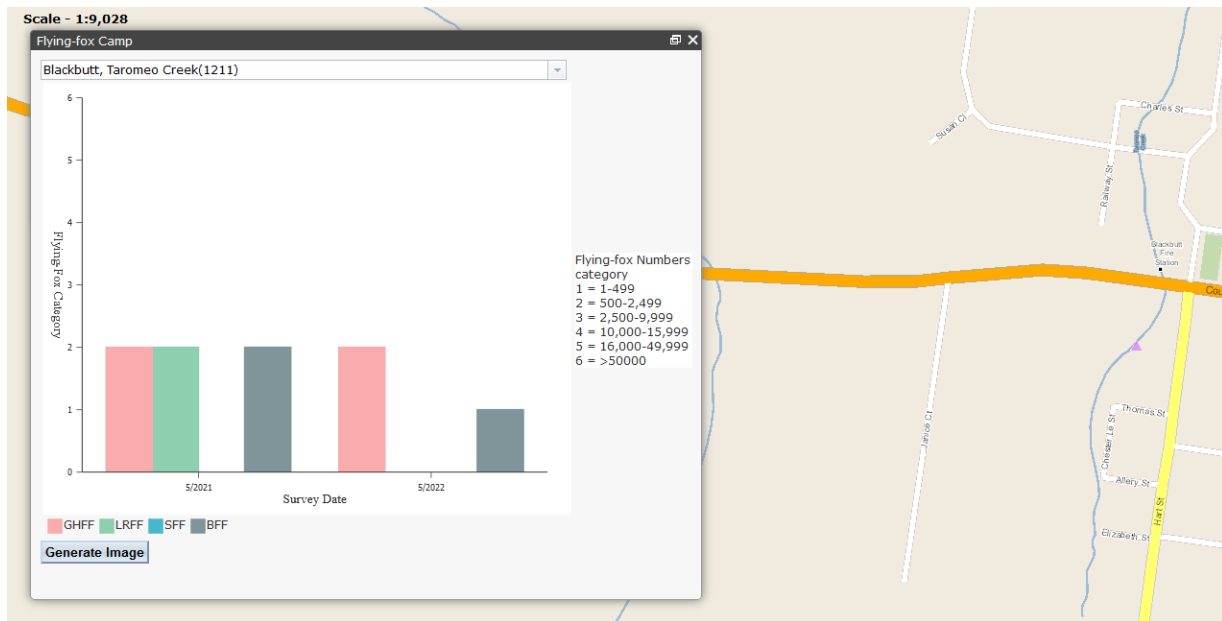 Scale - 1:9,028
Flying-fox Camp
Blackbutt, Taromeo Creek(1211)
6
5
4
3
2
1
0
Flying-Fox Category
5/2021
5/2022
Survey Date
Flying-fox Numbers
category
1 = 1-499
2 = 500-2,499
3 = 2,500-9,999
4 = 10,000-15,999
5 = 16,000-49,999
6 = >50000
GHFF
LRFF
SFF
BFF
Generate Image
Susan Cl
Charles St
Railway St
Blackbutt
Fire
Station
Cou
Janice Ct
Thomas St
Chester Le St
Allery St
Hart St
Elizabeth St